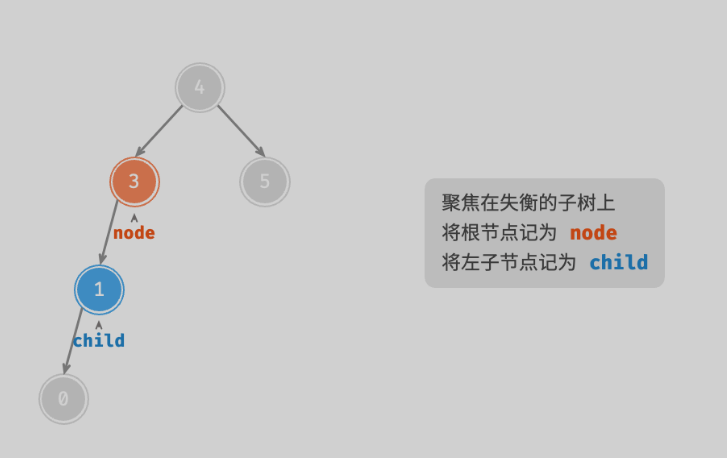 4
3
5
node
1
child
0
聚焦在失衡的子树上
将根节点记为 node
将左子节点记为 child